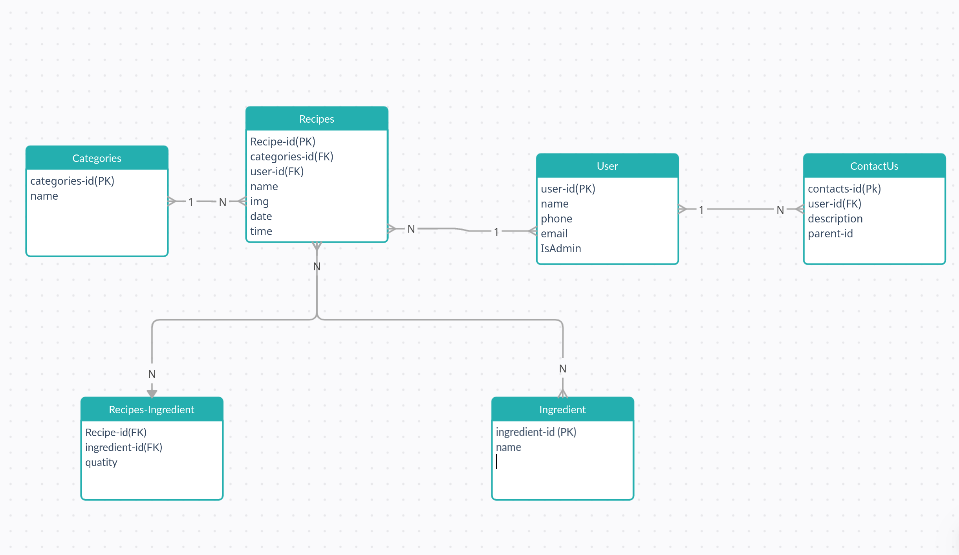 Recipes
Recipe-id(PK)
categories-id(FK)
user-id(FK)
name
img
date
time
Categories
categories-id(PK)
name
1
N
User
user-id(PK)
name
phone
email
IsAdmin
N
1
ContactUs
contacts-id(Pk)
user-id(FK)
description
parent-id
1
N
N
N
N
Recipes-Ingredient
Recipe-id(FK)
ingredient-id(FK)
quatity
Ingredient
ingredient-id (PK)
name